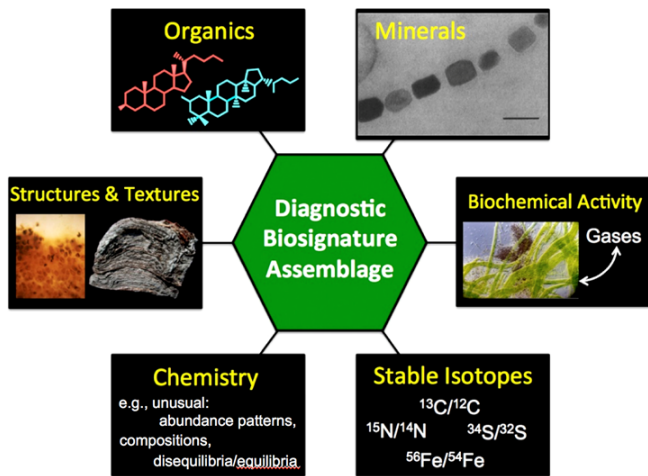 Organics
Minerals
Structures & Textures
Diagnostic
Biosignature
Assemblage
Biochemical Activity
Gases
Chemistry
e.g., unusual:
abundance patterns,
compositions,
disequilibria/equilibria
Stable Isotopes
¹³C/¹²C
¹⁵N/¹⁴N ³⁴S/³²S
⁵⁶Fe/⁵⁴Fe